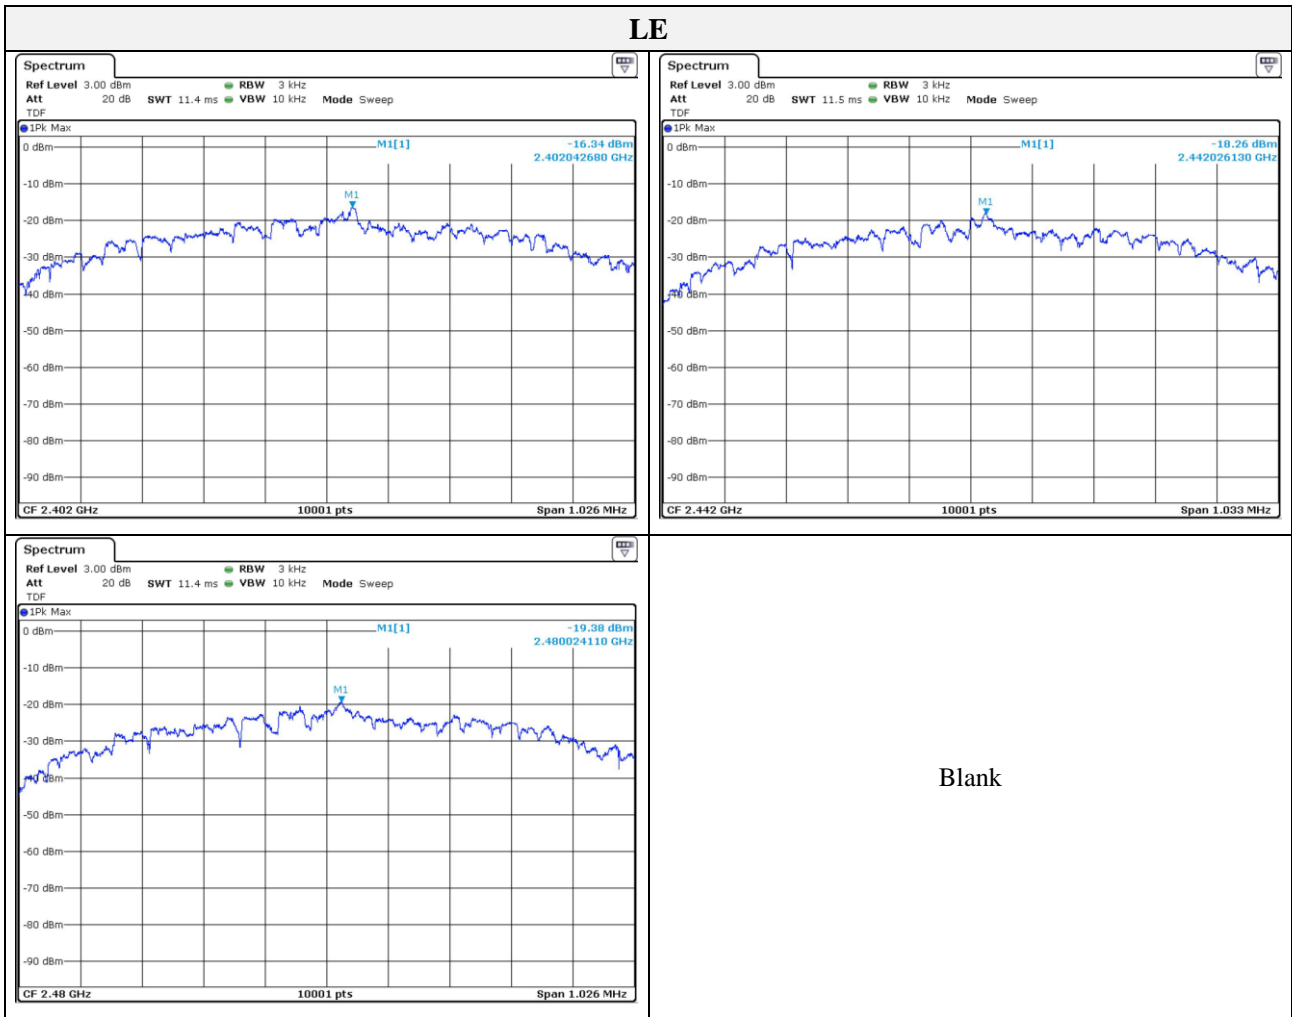 LE
Spectrum
Ref Level 3.00 dBm RBW 3 kHz
Att 20 dB SWT 11.4 ms VBW 10 kHz Mode Sweep
TDF
1Pk Max
M1[1] -16.34 dBm
2.402042680 GHz
0 dBm
-10 dBm
M1
-20 dBm
-30 dBm
-40 dBm
-50 dBm
-60 dBm
-70 dBm
-80 dBm
-90 dBm
CF 2.402 GHz 10001 pts Span 1.026 MHz
Spectrum
Ref Level 3.00 dBm RBW 3 kHz
Att 20 dB SWT 11.5 ms VBW 10 kHz Mode Sweep
TDF
1Pk Max
M1[1] -18.26 dBm
2.442026130 GHz
0 dBm
-10 dBm
M1
-20 dBm
-30 dBm
-40 dBm
-50 dBm
-60 dBm
-70 dBm
-80 dBm
-90 dBm
CF 2.442 GHz 10001 pts Span 1.033 MHz
Spectrum
Ref Level 3.00 dBm RBW 3 kHz
Att 20 dB SWT 11.4 ms VBW 10 kHz Mode Sweep
TDF
1Pk Max
M1[1] -19.38 dBm
2.480024110 GHz
0 dBm
-10 dBm
M1
-20 dBm
-30 dBm
-40 dBm
-50 dBm
-60 dBm
-70 dBm
-80 dBm
-90 dBm
CF 2.48 GHz 10001 pts Span 1.026 MHz
Blank